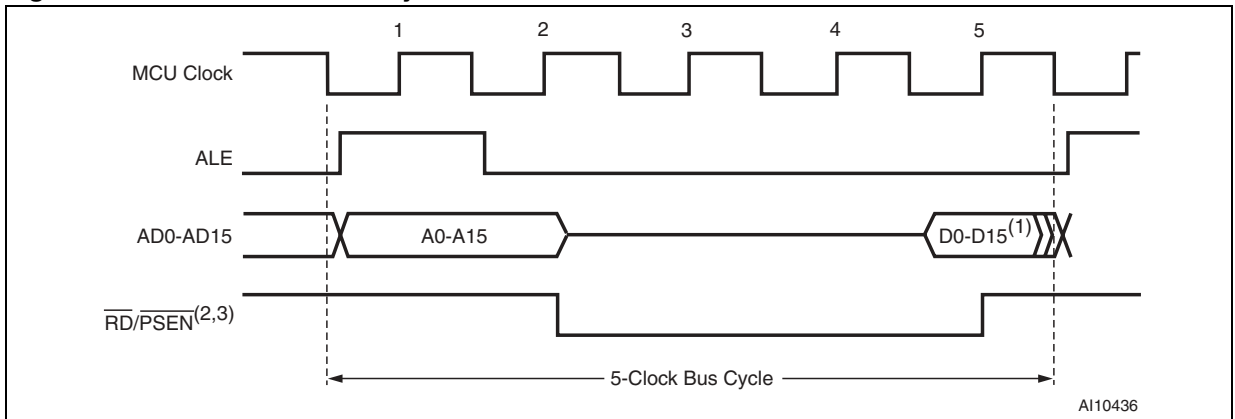 1 2 3 4 5
MCU Clock
ALE
AD0-AD15 A0-A15 D0-D15(1)
RD/PSEN(2,3)
5-Clock Bus Cycle
AI10436